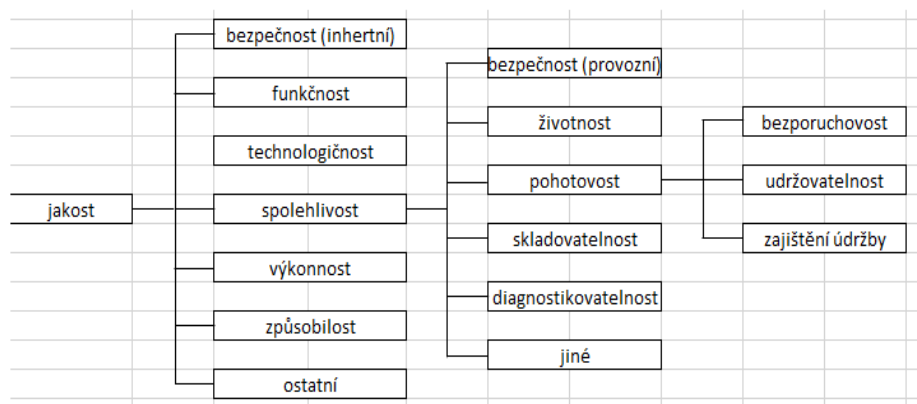 jakost
bezpečnost (inhertní)
funkčnost
technologičnost
spolehlivost
výkonnost
způsobilost
ostatní
bezpečnost (provozní)
životnost
pohotovost
skladovatelnost
diagnostikovatelnost
jiné
bezporuchovost
udržovatelnost
zajištění údržby